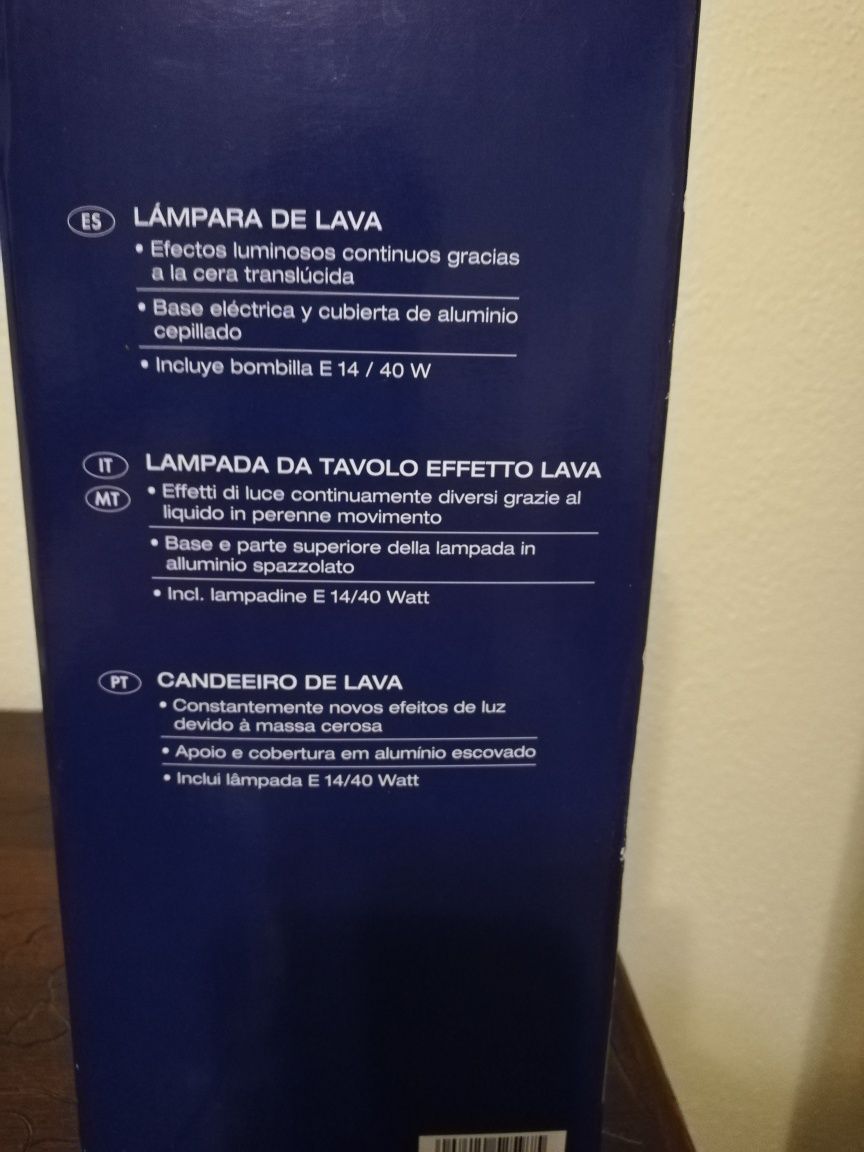 ES LÁMPARA DE LAVA
• Efectos luminosos continuos gracias
a la cera translúcida
• Base eléctrica y cubierta de aluminio
cepillado
• Incluye bombilla E 14 / 40 W
IT LAMPADA DA TAVOLO EFFETTO LAVA
MT • Effetti di luce continuamente diversi grazie al
liquido in perenne movimento
• Base e parte superiore della lampada in
alluminio spazzolato
• Incl. lampadine E 14/40 Watt
PT CANDEEIRO DE LAVA
• Constantemente novos efeitos de luz
devido à massa cerosa
• Apoio e cobertura em alumínio escovado
• Inclui lâmpada E 14/40 Watt